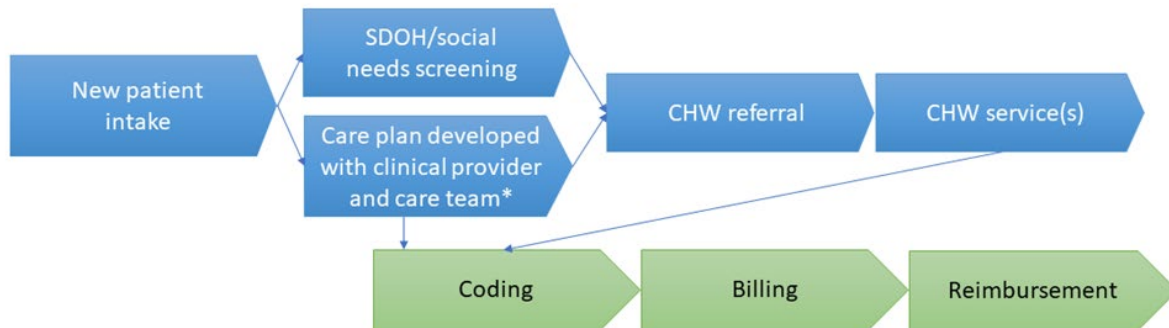 New patient
intake
SDOH/social
needs screening
Care plan developed
with clinical provider
and care team*
CHW referral
CHW service(s)
Coding
Billing
Reimbursement